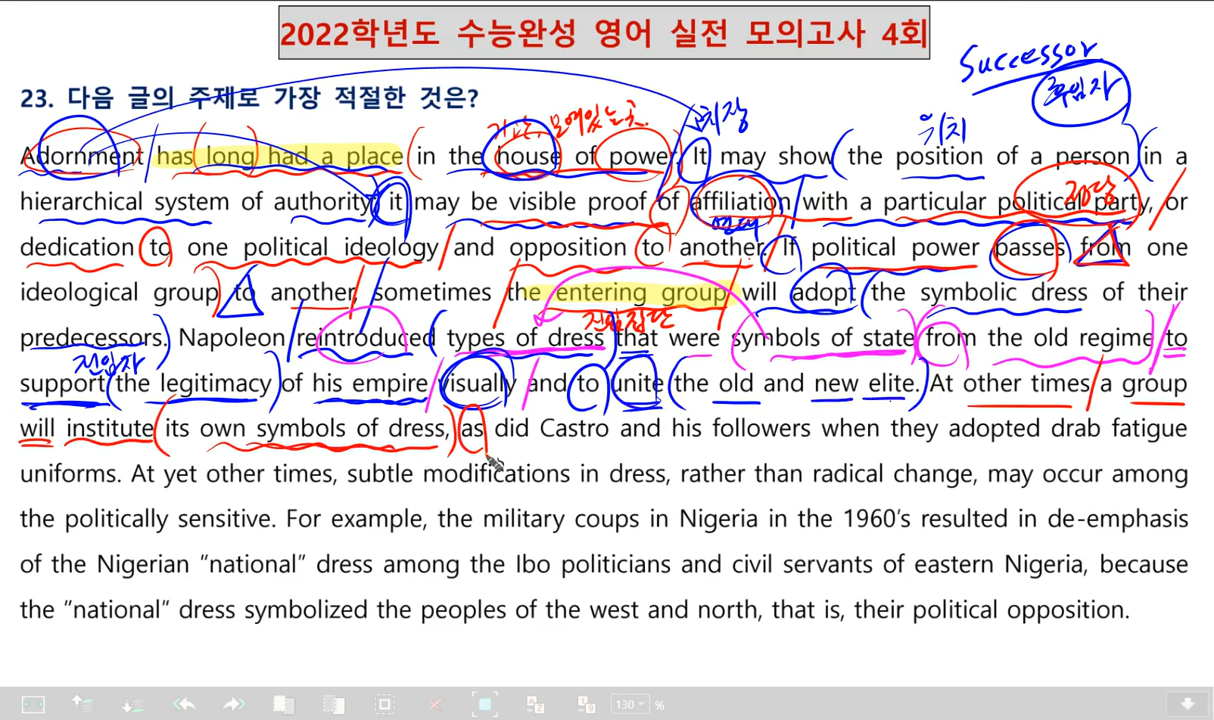 2022학년도 수능완성 영어 실전 모의고사 4회
Successor
후임자
23. 다음 글의 주제로 가장 적절한 것은?
치장
위치
Adornment has long had a place in the house of power. It may show the position of a person in a
정당
hierarchical system of authority, it may be visible proof of affiliation with a particular political party, or
dedication to one political ideology and opposition to another. If political power passes from one
ideological group to another, sometimes the entering group will adopt the symbolic dress of their
진입집단
predecessors. Napoleon reintroduced types of dress that were symbols of state from the old regime to
전임자
support the legitimacy of his empire visually and to unite the old and new elite. At other times a group
will institute its own symbols of dress, as did Castro and his followers when they adopted drab fatigue
uniforms. At yet other times, subtle modifications in dress, rather than radical change, may occur among
the politically sensitive. For example, the military coups in Nigeria in the 1960's resulted in de-emphasis
of the Nigerian "national" dress among the Ibo politicians and civil servants of eastern Nigeria, because
the "national" dress symbolized the peoples of the west and north, that is, their political opposition.
130 %